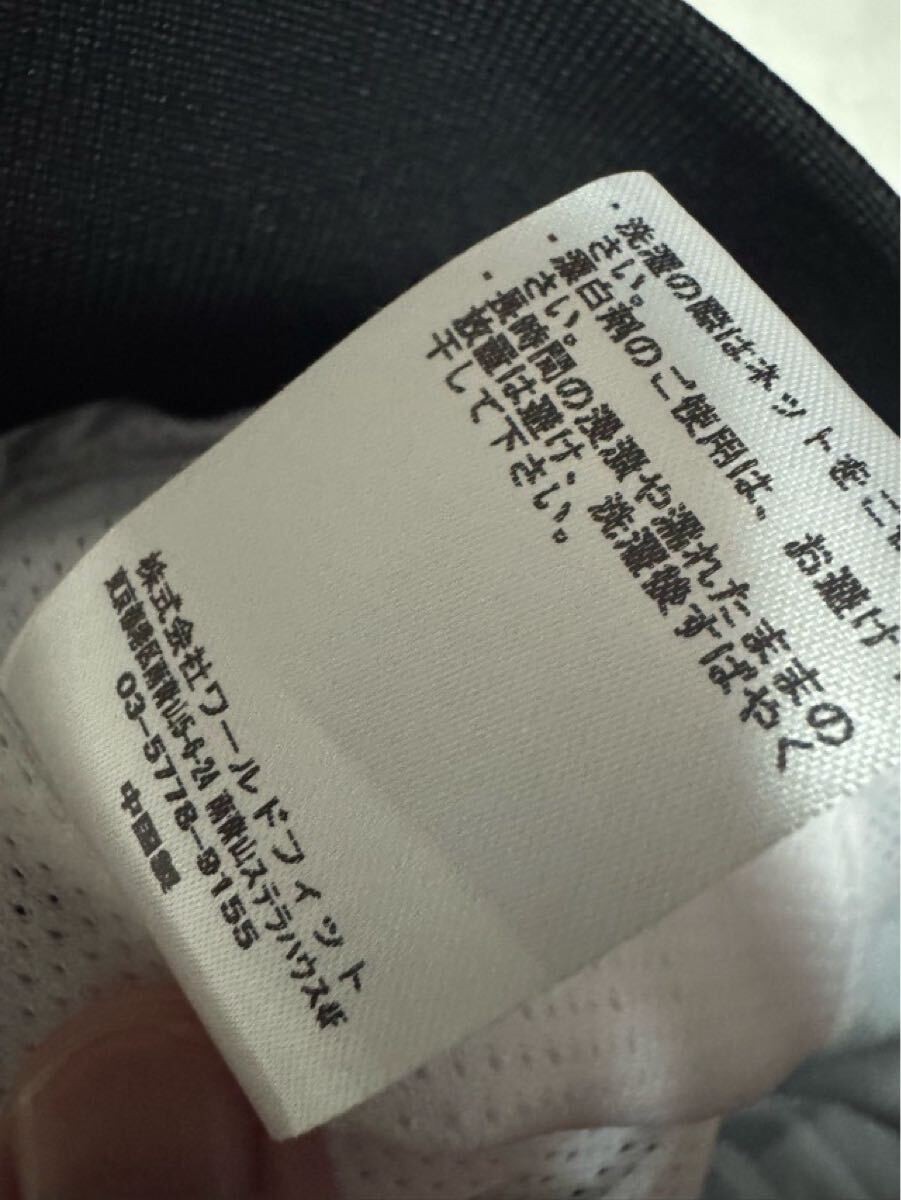 ・洗濯の際はネットをご
さい。
・漂白剤のご使用は、お避け
さい。
・長時間の浸漬や濡れたままの
放置は避け、洗濯後すばやく
干して下さい。
株式会社ワールドフィット
東京都港区南青山5-6-24 南青山ステラハウス4F
03-5778-9155
中国製